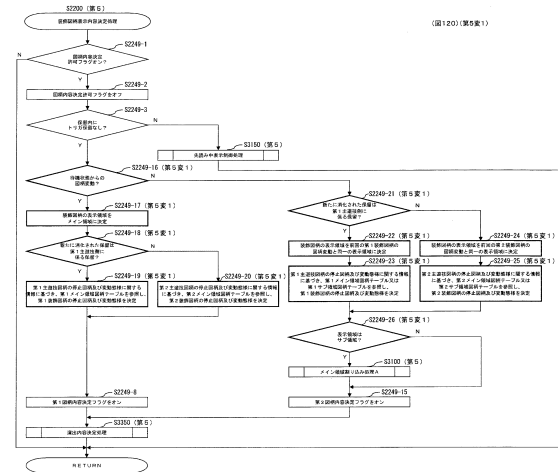 S2200 (第5)
装飾図柄表示内容決定処理
(図120)(第5変1)
S2249-1
図柄内容決定
許可フラグオン?
N
Y
S2249-2
図柄内容決定許可フラグをオフ
S2249-3
保留内に
トリガ保留なし?
N
Y
S3150 (第5)
先読み中表示制御処理
S2249-16 (第5変1)
待機状態からの
図柄変動?
N
Y
S2249-17 (第5変1)
装飾図柄の表示領域を
メイン領域に決定
S2249-18 (第5変1)
新たに消化された保留は
第1主遊技側に
係る保留?
N
Y
S2249-19 (第5変1)
第1主遊技図柄の停止図柄及び変動態様に関する
情報に基づき、第1メイン領域図柄テーブルを参照し、
第1装飾図柄の停止図柄及び変動態様を決定
S2249-20 (第5変1)
第2主遊技図柄の停止図柄及び変動態様に関する
情報に基づき、第2メイン領域図柄テーブルを参照し、
第2装飾図柄の停止図柄及び変動態様を決定
S2249-21 (第5変1)
新たに消化された保留は
第1主遊技側に
係る保留?
N
Y
S2249-22 (第5変1)
装飾図柄の表示領域を前回の第1装飾図柄の
図柄変動と同一の表示領域に決定
S2249-24 (第5変1)
装飾図柄の表示領域を前回の第2装飾図柄の
図柄変動と同一の表示領域に決定
S2249-23 (第5変1)
第1主遊技図柄の停止図柄及び変動態様に関する情報
に基づき、第1メイン領域図柄テーブル又は
第1サブ領域図柄テーブルを参照し、
第1装飾図柄の停止図柄及び変動態様を決定
S2249-25 (第5変1)
第2主遊技図柄の停止図柄及び変動態様に関する情報
に基づき、第2メイン領域図柄テーブル又は
第2サブ領域図柄テーブルを参照し、
第2装飾図柄の停止図柄及び変動態様を決定
S2249-26 (第5変1)
表示領域は
サブ領域?
N
Y
S3100 (第5)
メイン領域割り込み処理A
S2249-8
第1図柄内容決定フラグをオン
S2249-15
第2図柄内容決定フラグをオン
S3350 (第5)
演出内容決定処理
RETURN